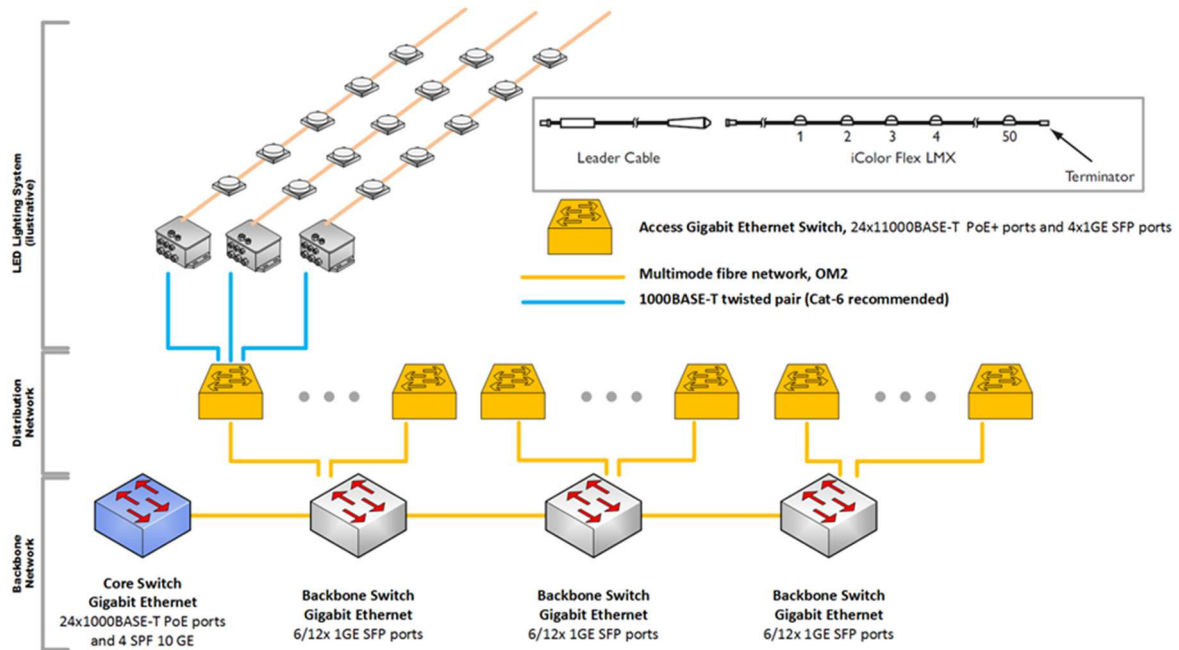 LED Lighting System
(illustrative)
Leader Cable
1 2 3 4 50
iColor Flex LMX
Terminator
Access Gigabit Ethernet Switch, 24x11000BASE-T PoE+ ports and 4x1GE SFP ports
Multimode fibre network, OM2
1000BASE-T twisted pair (Cat-6 recommended)
Distribution
Network
Backbone
Network
Core Switch
Gigabit Ethernet
24x1000BASE-T PoE ports
and 4 SPF 10 GE
Backbone Switch
Gigabit Ethernet
6/12x 1GE SFP ports
Backbone Switch
Gigabit Ethernet
6/12x 1GE SFP ports
Backbone Switch
Gigabit Ethernet
6/12x 1GE SFP ports